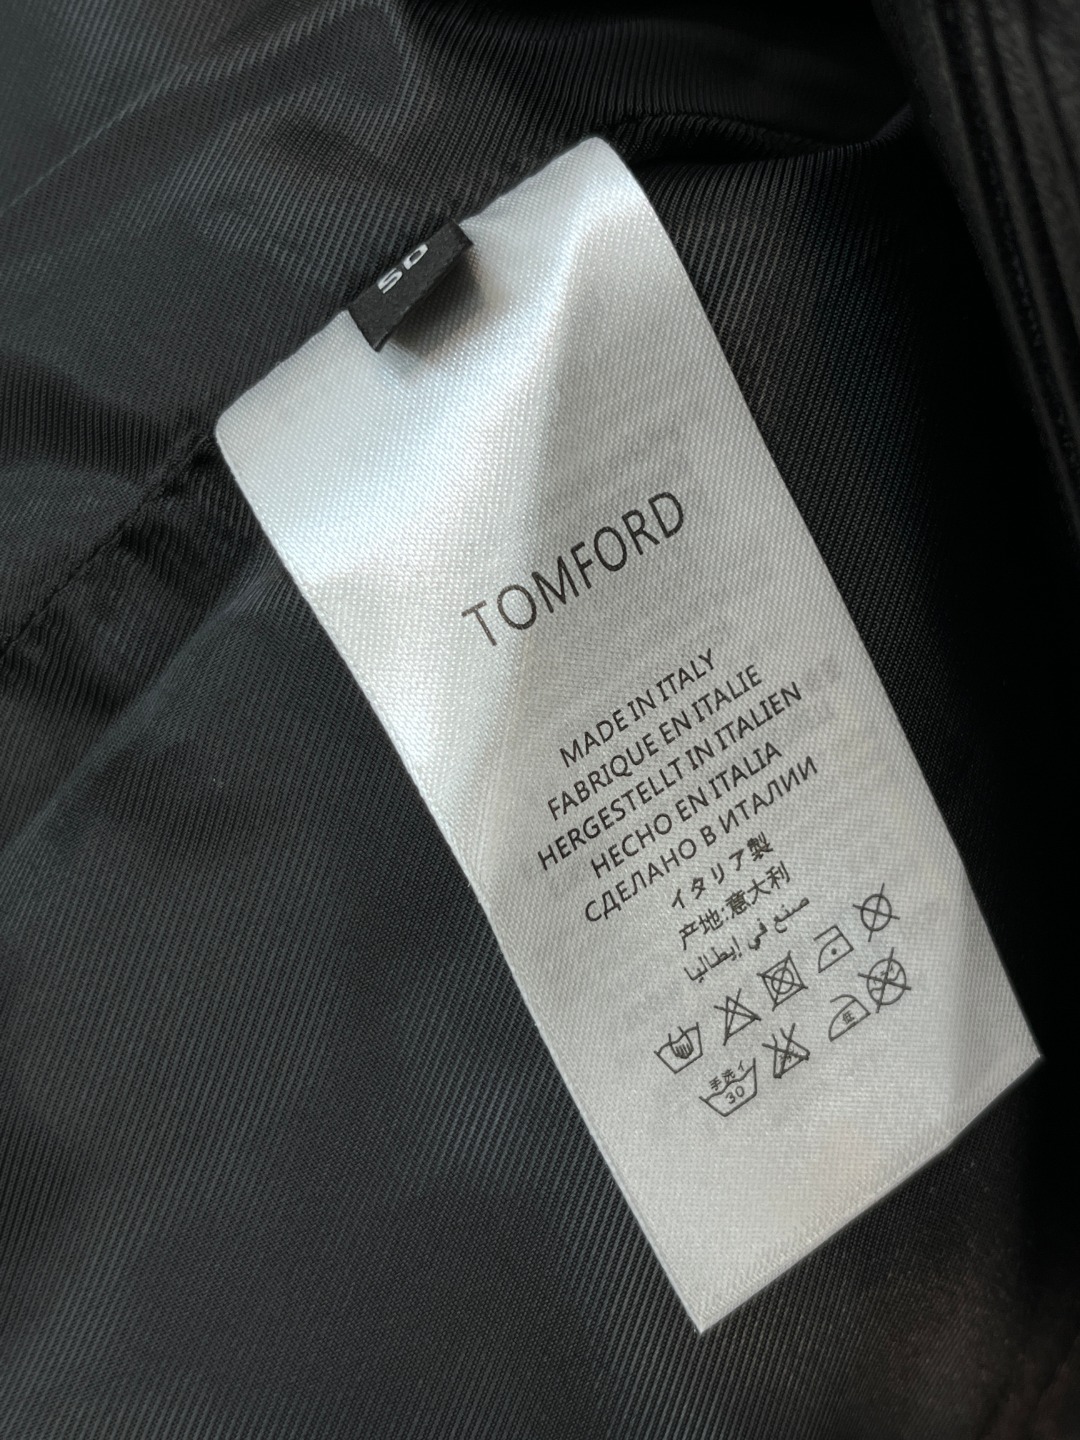 50
TOMFORD
MADE IN ITALY
FABRIQUE EN ITALIE
HERGESTELLT IN ITALIEN
HECHO EN ITALIA
СДЕЛАНО В ИТАЛИИ
イタリア製
产地:意大利
صنع في إيطاليا
手洗イ
30